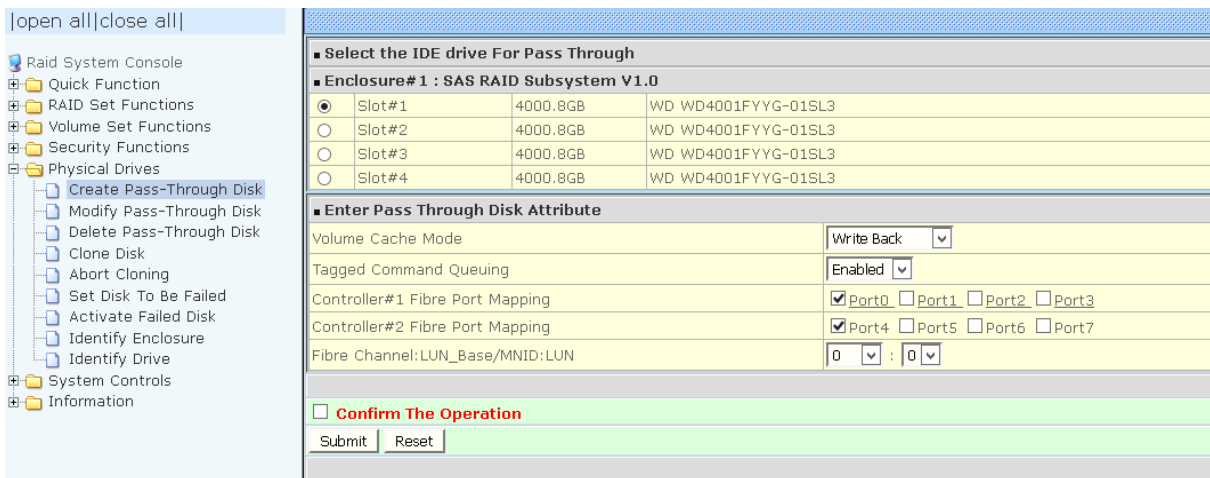 |open all|close all|
Raid System Console
Quick Function
RAID Set Functions
Volume Set Functions
Security Functions
Physical Drives
Create Pass-Through Disk
Modify Pass-Through Disk
Delete Pass-Through Disk
Clone Disk
Abort Cloning
Set Disk To Be Failed
Activate Failed Disk
Identify Enclosure
Identify Drive
System Controls
Information
Select the IDE drive For Pass Through
Enclosure#1 : SAS RAID Subsystem V1.0
Slot#1 4000.8GB WD WD4001FYYG-01SL3
Slot#2 4000.8GB WD WD4001FYYG-01SL3
Slot#3 4000.8GB WD WD4001FYYG-01SL3
Slot#4 4000.8GB WD WD4001FYYG-01SL3
Enter Pass Through Disk Attribute
Volume Cache Mode Write Back
Tagged Command Queuing Enabled
Controller#1 Fibre Port Mapping Port0 Port1 Port2 Port3
Controller#2 Fibre Port Mapping Port4 Port5 Port6 Port7
Fibre Channel:LUN_Base/MNID:LUN 0 : 0
Confirm The Operation
Submit Reset